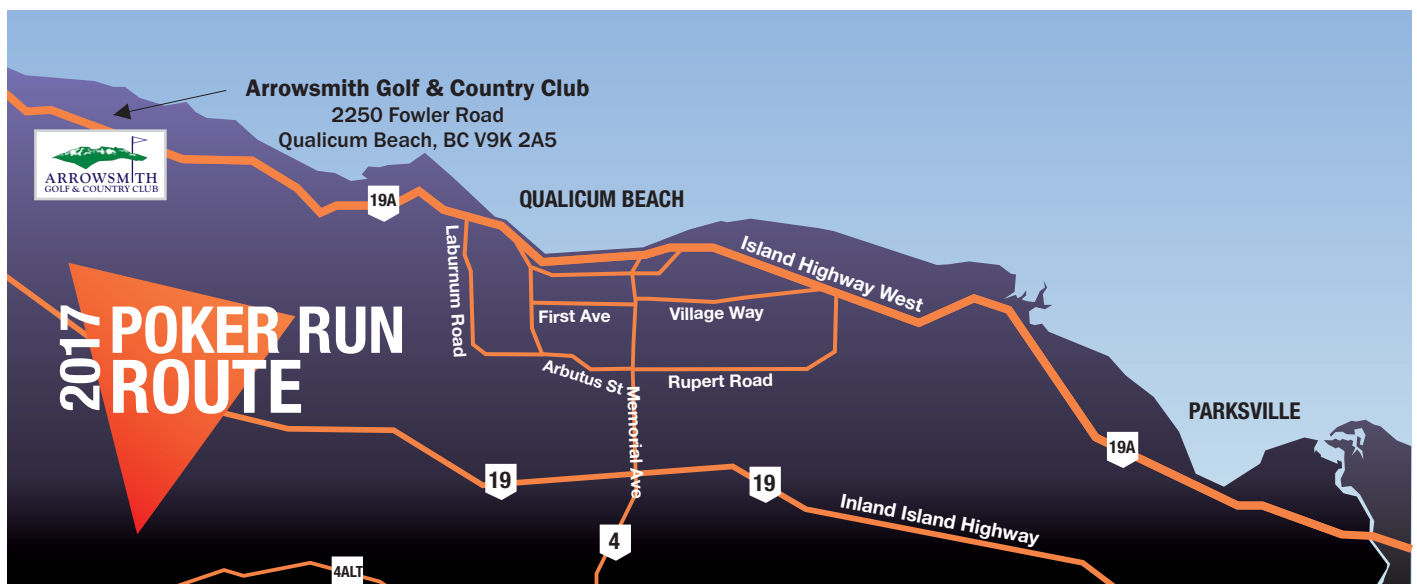 Arrowsmith Golf & Country Club
2250 Fowler Road
Qualicum Beach, BC V9K 2A5
ARROWSMITH
GOLF & COUNTRY CLUB
19A
QUALICUM BEACH
Laburnum Road
Island Highway West
First Ave
Village Way
Arbutus St
Rupert Road
Memorial Ave
2017
POKER RUN
ROUTE
PARKSVILLE
19A
19
19
Inland Island Highway
4
4ALT